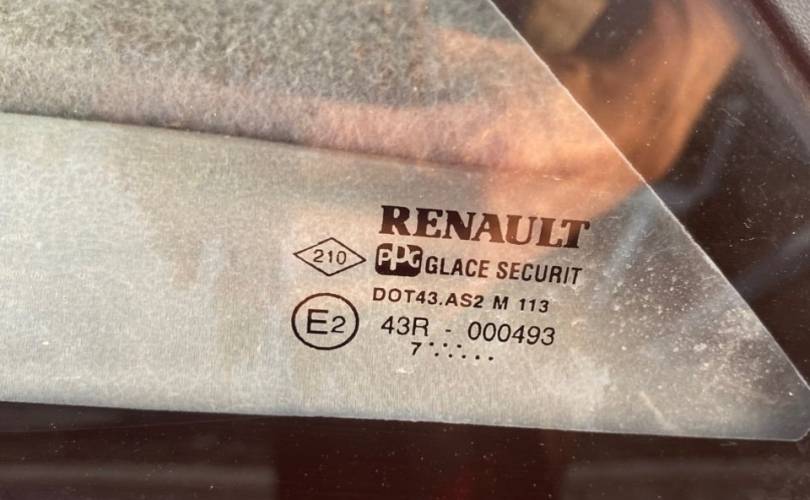 RENAULT
210 PPG GLACE SECURIT
DOT43.AS2 M 113
E2 43R - 000493
7